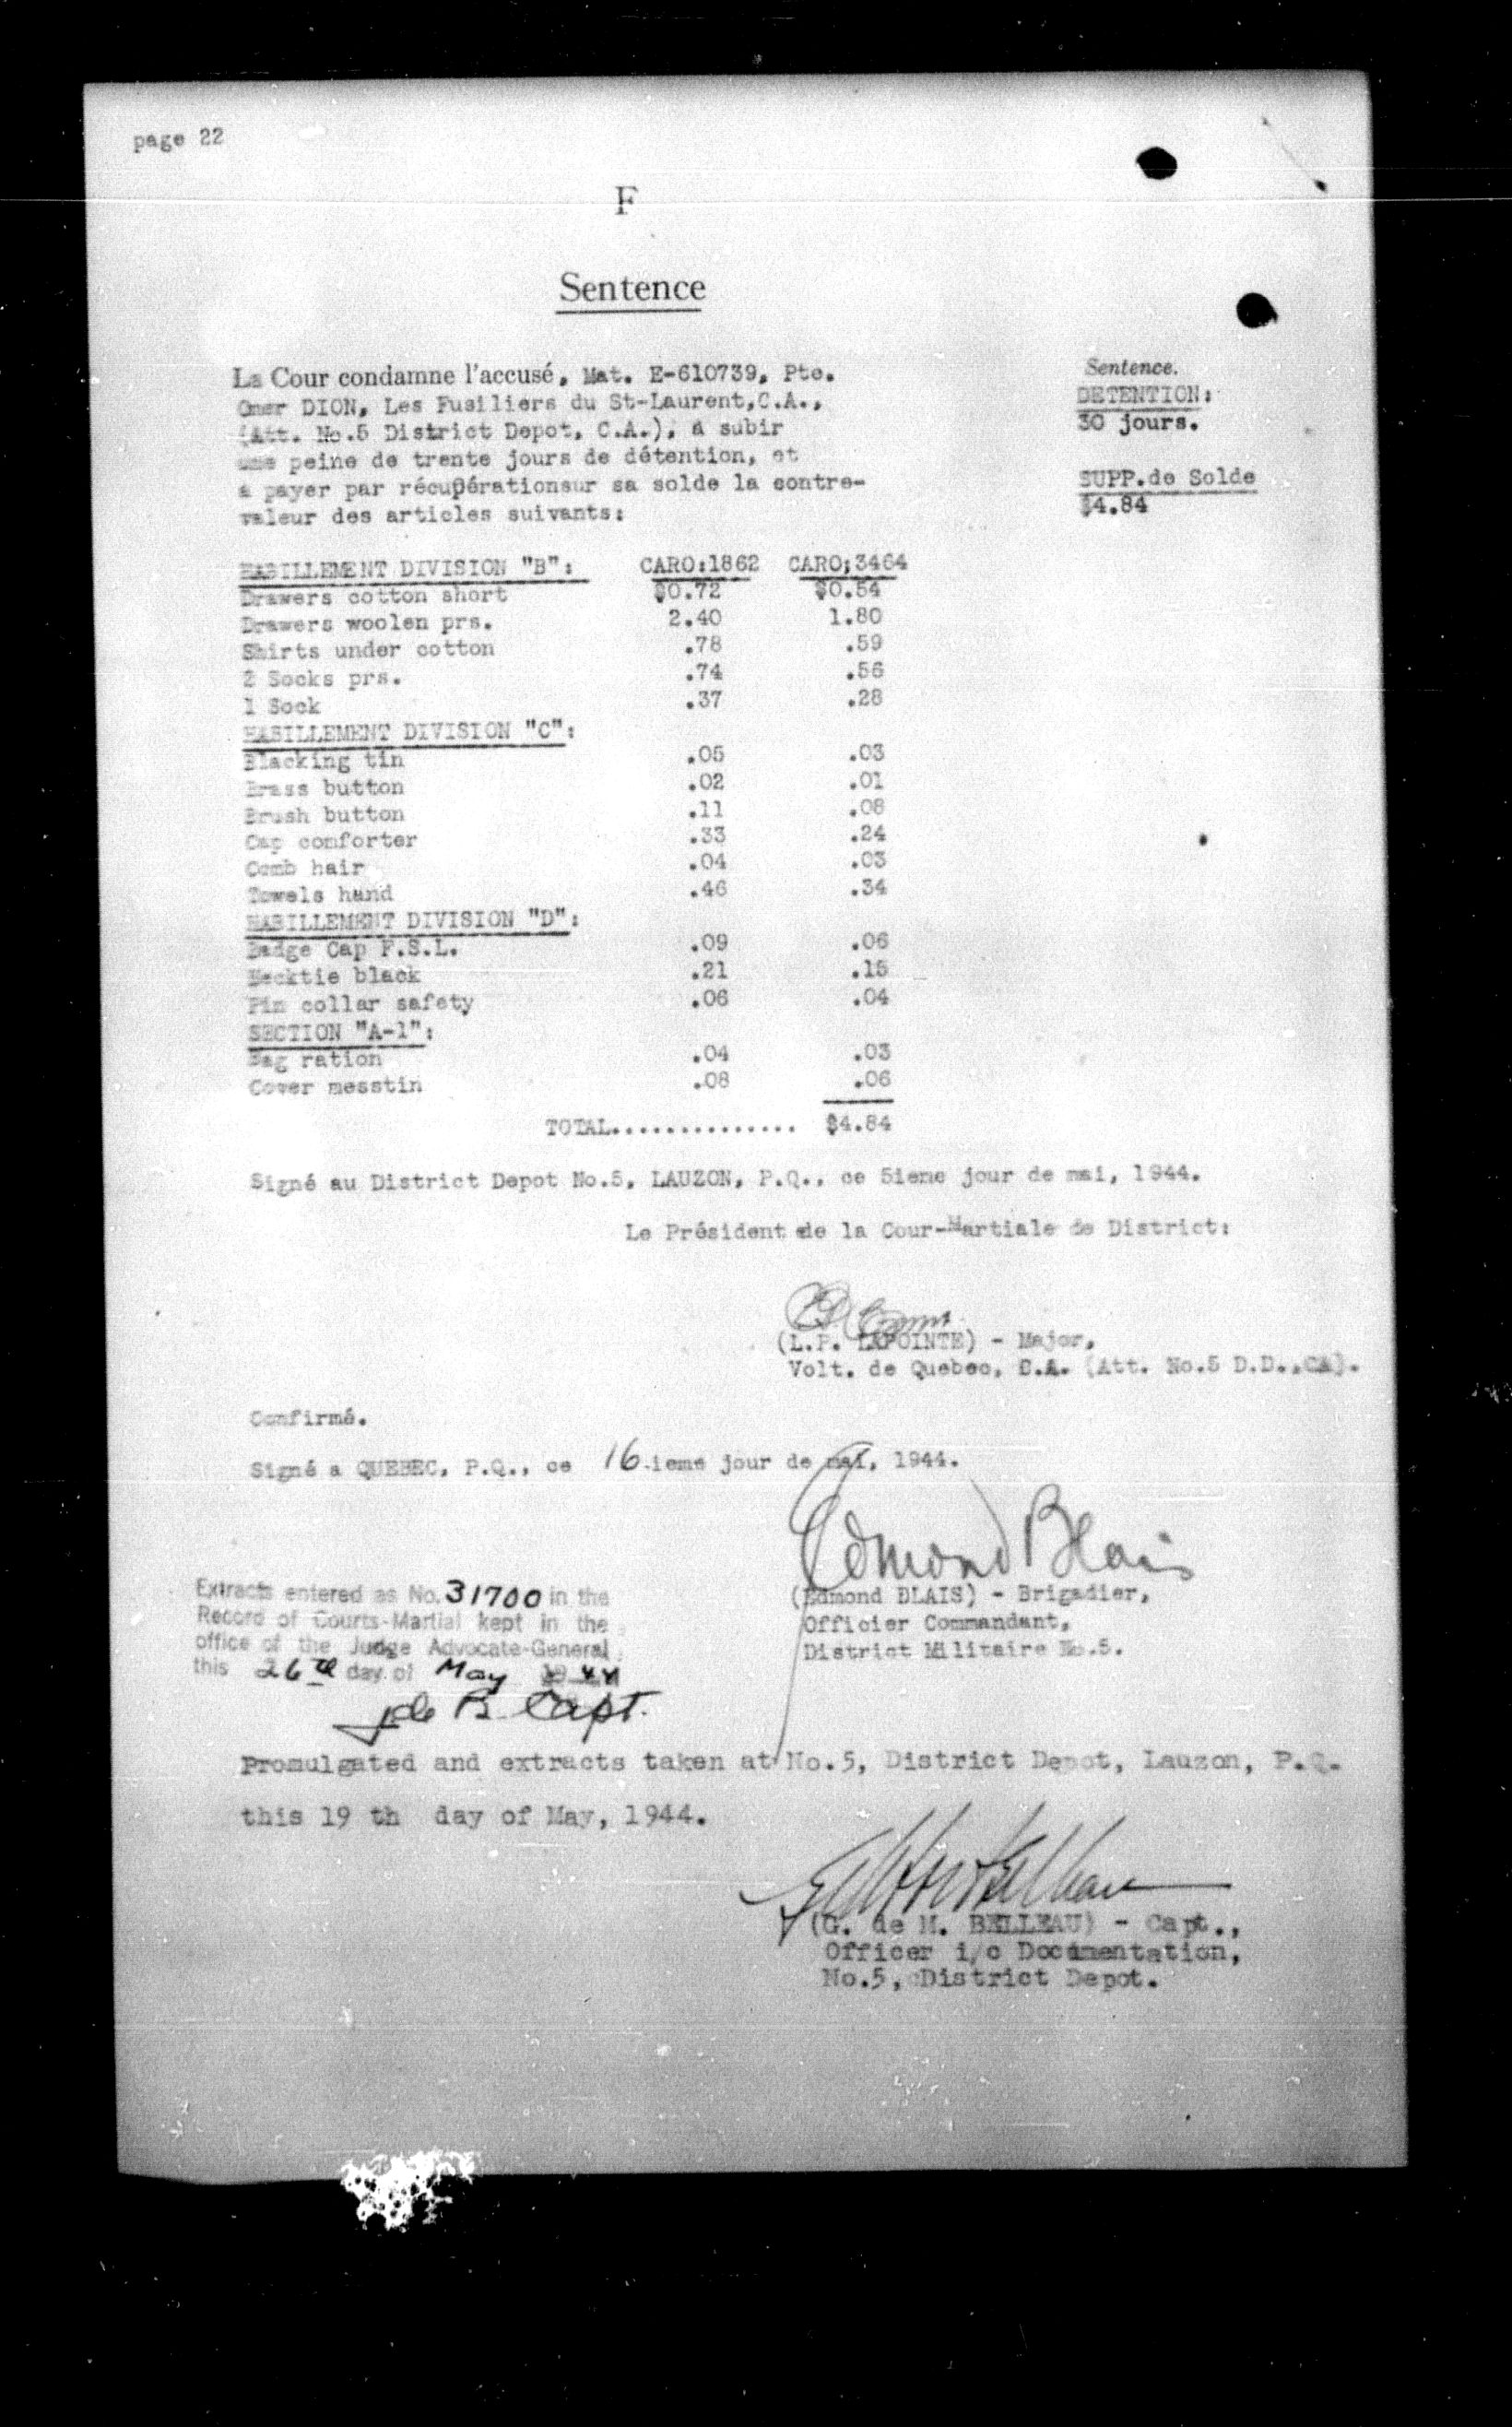 page 22
F
Sentence
La Cour condamne l'accusé, Mat. E-610739, Pte.
Omer DION, Les Fusiliers du St-Laurent,C.A.,
(Att. No.5 District Depot, C.A.), a subir
une peine de trente jours de détention, et
a payer par récupérationsur sa solde la contre-
valeur des articles suivants:
Sentence.
DETENTION:
30 jours.
SUPP.de Solde
$4.84
HABILLEMENT DIVISION "B": CARO:1862 CARO:3464
Drawers cotton short $0.72 $0.54
Drawers woolen prs. 2.40 1.80
Shirts under cotton .78 .59
2 Socks prs. .74 .56
1 Sock .37 .28
HABILLEMENT DIVISION "C":
Blacking tin .05 .03
Brass button .02 .01
Brush button .11 .08
Cap comforter .33 .24
Comb hair .04 .03
Towels hand .46 .34
HABILLEMENT DIVISION "D":
Badge Cap F.S.L. .09 .06
Necktie black .21 .15
Pin collar safety .06 .04
SECTION "A-1":
Bag ration .04 .03
Cover messtin .08 .06
TOTAL.............. $4.84
Signé au District Depot No.5, LAUZON, P.Q., ce 5ieme jour de mai, 1944.
Le Président de la Cour-Martiale de District:
(L.P. LAPOINTE) - Major,
Volt. de Quebec, C.A. (Att. No.5 D.D.,CA).
Confirmé.
Signé a QUEBEC, P.Q., ce 16.ieme jour de mai, 1944.
Edmond Blais
(Edmond BLAIS) - Brigadier,
Officier Commandant,
District Militaire No.5.
Extracts entered as No. 31700 in the
Record of Courts-Martial kept in the
office of the Judge Advocate-General
this 26th day of May 1944
Capt.
Promulgated and extracts taken at No.5, District Depot, Lauzon, P.Q.
this 19 th day of May, 1944.
(G. de M. BELLEAU) - Capt.,
Officer i/c Documentation,
No.5, District Depot.